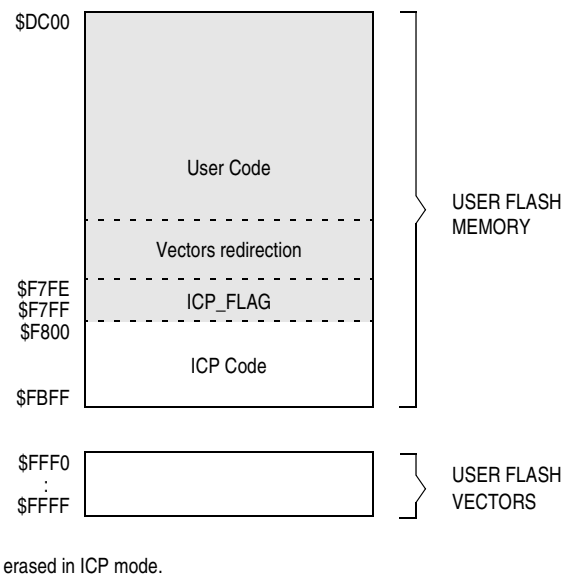 $DC00
User Code
USER FLASH
MEMORY
Vectors redirection
$F7FE
$F7FF
ICP_FLAG
$F800
ICP Code
$FBFF
$FFF0
:
$FFFF
USER FLASH
VECTORS
erased in ICP mode.